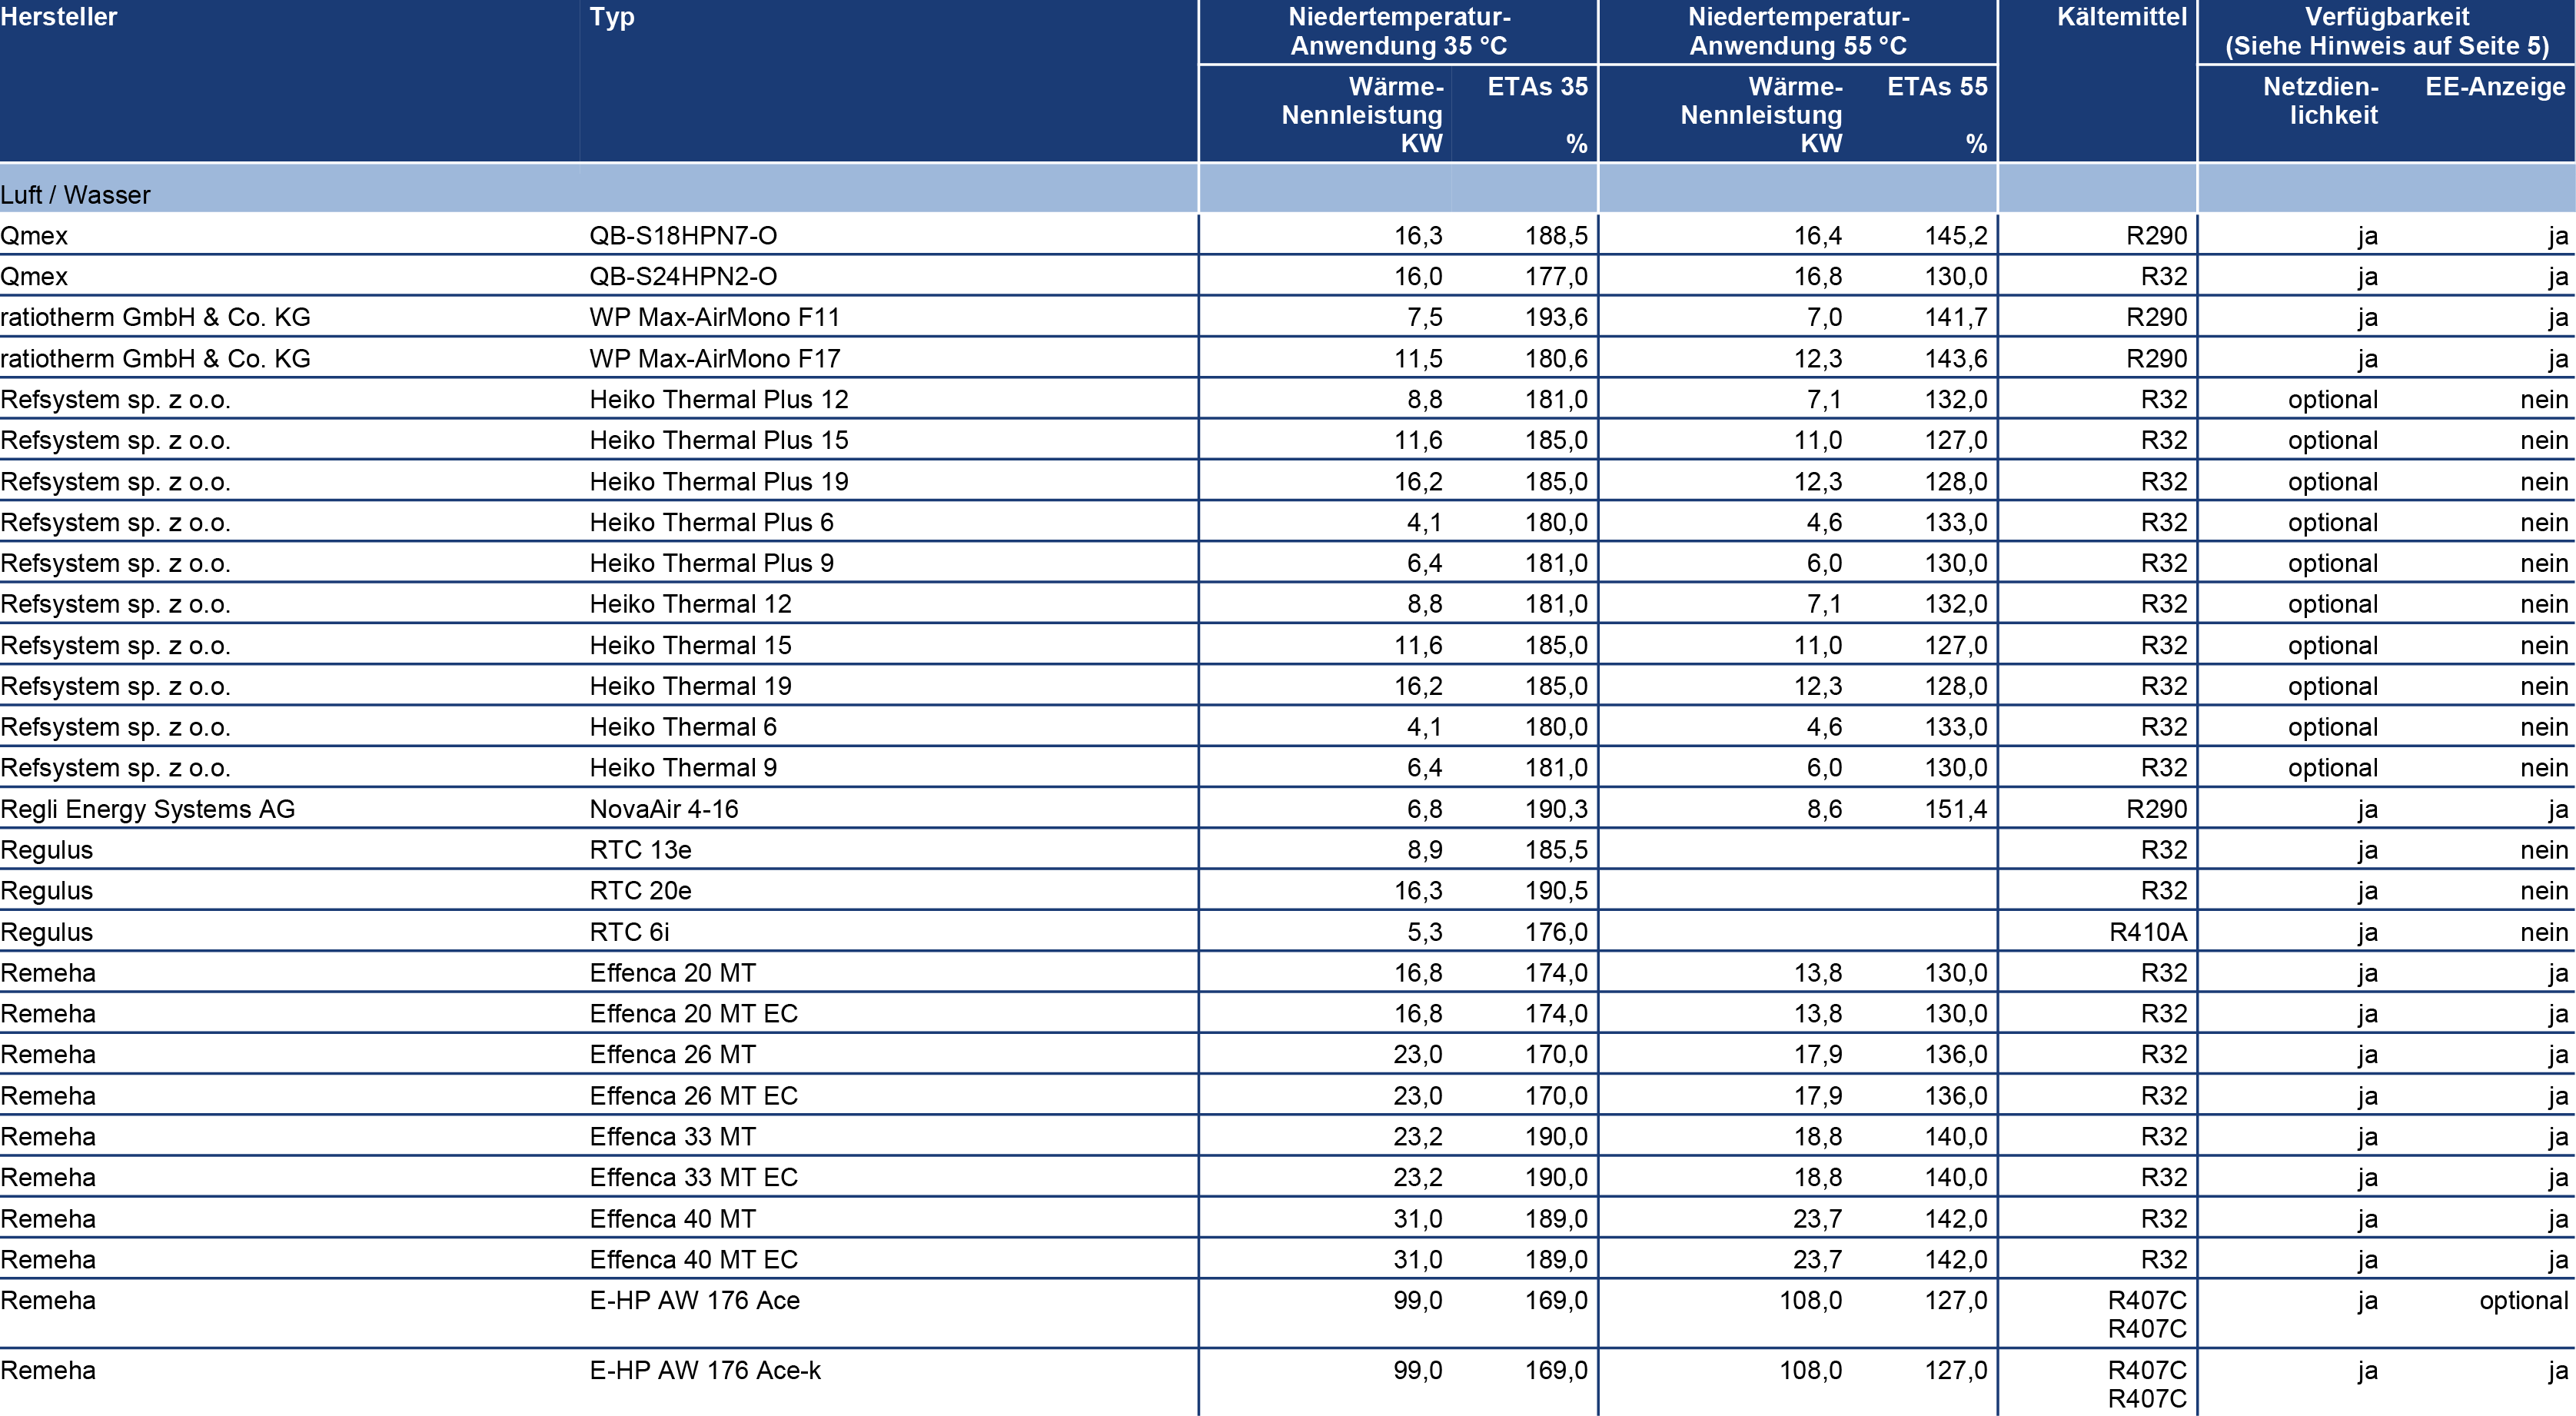 Hersteller Typ Niedertemperatur- Niedertemperatur- Kältemittel Verfügbarkeit
Anwendung 35 °C Anwendung 55 °C (Siehe Hinweis auf Seite 5)
Wärme- ETAs 35 Wärme- ETAs 55 Netzdien- EE-Anzeige
Nennleistung Nennleistung lichkeit
KW % KW %
Luft / Wasser
Qmex QB-S18HPN7-O 16,3 188,5 16,4 145,2 R290 ja ja
Qmex QB-S24HPN2-O 16,0 177,0 16,8 130,0 R32 ja ja
ratiotherm GmbH & Co. KG WP Max-AirMono F11 7,5 193,6 7,0 141,7 R290 ja ja
ratiotherm GmbH & Co. KG WP Max-AirMono F17 11,5 180,6 12,3 143,6 R290 ja ja
Refsystem sp. z o.o. Heiko Thermal Plus 12 8,8 181,0 7,1 132,0 R32 optional nein
Refsystem sp. z o.o. Heiko Thermal Plus 15 11,6 185,0 11,0 127,0 R32 optional nein
Refsystem sp. z o.o. Heiko Thermal Plus 19 16,2 185,0 12,3 128,0 R32 optional nein
Refsystem sp. z o.o. Heiko Thermal Plus 6 4,1 180,0 4,6 133,0 R32 optional nein
Refsystem sp. z o.o. Heiko Thermal Plus 9 6,4 181,0 6,0 130,0 R32 optional nein
Refsystem sp. z o.o. Heiko Thermal 12 8,8 181,0 7,1 132,0 R32 optional nein
Refsystem sp. z o.o. Heiko Thermal 15 11,6 185,0 11,0 127,0 R32 optional nein
Refsystem sp. z o.o. Heiko Thermal 19 16,2 185,0 12,3 128,0 R32 optional nein
Refsystem sp. z o.o. Heiko Thermal 6 4,1 180,0 4,6 133,0 R32 optional nein
Refsystem sp. z o.o. Heiko Thermal 9 6,4 181,0 6,0 130,0 R32 optional nein
Regli Energy Systems AG NovaAir 4-16 6,8 190,3 8,6 151,4 R290 ja ja
Regulus RTC 13e 8,9 185,5 R32 ja nein
Regulus RTC 20e 16,3 190,5 R32 ja nein
Regulus RTC 6i 5,3 176,0 R410A ja nein
Remeha Effenca 20 MT 16,8 174,0 13,8 130,0 R32 ja ja
Remeha Effenca 20 MT EC 16,8 174,0 13,8 130,0 R32 ja ja
Remeha Effenca 26 MT 23,0 170,0 17,9 136,0 R32 ja ja
Remeha Effenca 26 MT EC 23,0 170,0 17,9 136,0 R32 ja ja
Remeha Effenca 33 MT 23,2 190,0 18,8 140,0 R32 ja ja
Remeha Effenca 33 MT EC 23,2 190,0 18,8 140,0 R32 ja ja
Remeha Effenca 40 MT 31,0 189,0 23,7 142,0 R32 ja ja
Remeha Effenca 40 MT EC 31,0 189,0 23,7 142,0 R32 ja ja
Remeha E-HP AW 176 Ace 99,0 169,0 108,0 127,0 R407C ja optional
R407C
Remeha E-HP AW 176 Ace-k 99,0 169,0 108,0 127,0 R407C ja ja
R407C